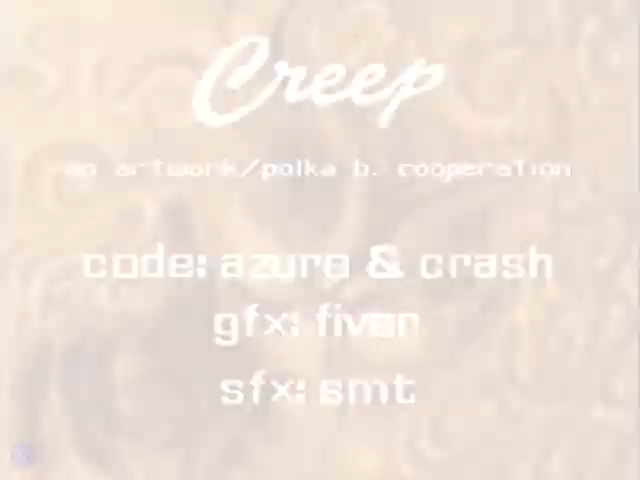 Creep
an artwork/polka b. cooperation
code: azure & crash
gfx: fiver
sfx: smt